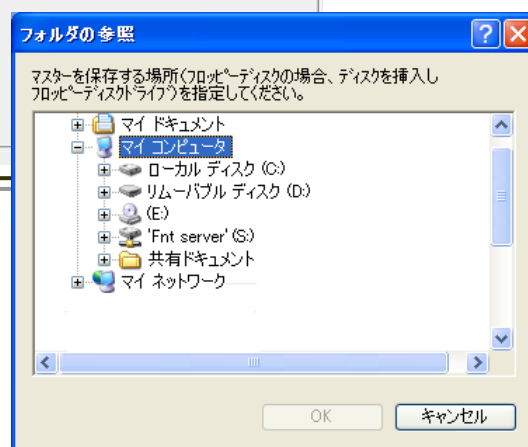 フォルダの参照
マスターを保存する場所(フロッピーディスクの場合、ディスクを挿入し
フロッピーディスクドライブ)を指定してください。
マイ ドキュメント
マイ コンピュータ
ローカル ディスク (C:)
リムーバブル ディスク (D:)
(E:)
'Fnt server' (S:)
共有ドキュメント
マイ ネットワーク
OK
キャンセル